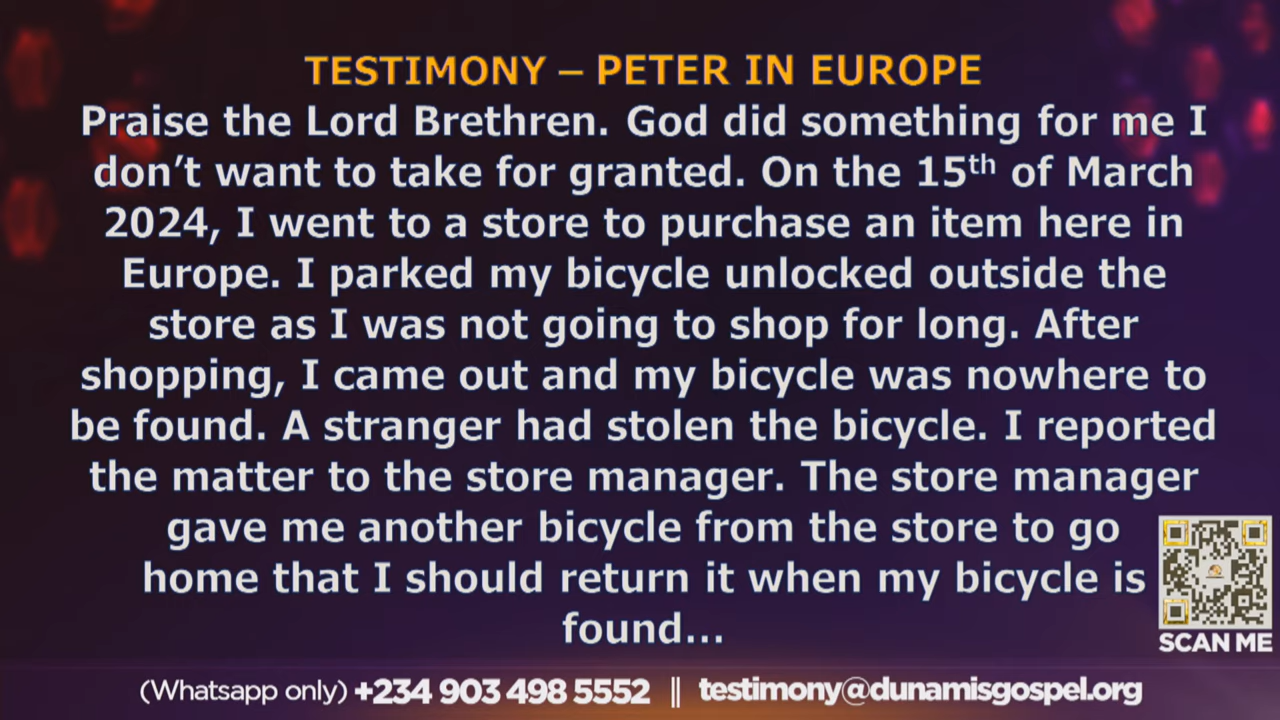 TESTIMONY – PETER IN EUROPE
Praise the Lord Brethren. God did something for me I
don’t want to take for granted. On the 15th of March
2024, I went to a store to purchase an item here in
Europe. I parked my bicycle unlocked outside the
store as I was not going to shop for long. After
shopping, I came out and my bicycle was nowhere to
be found. A stranger had stolen the bicycle. I reported
the matter to the store manager. The store manager
gave me another bicycle from the store to go
home that I should return it when my bicycle is
found...
SCAN ME
(Whatsapp only) +234 903 498 5552 || testimony@dunamisgospel.org